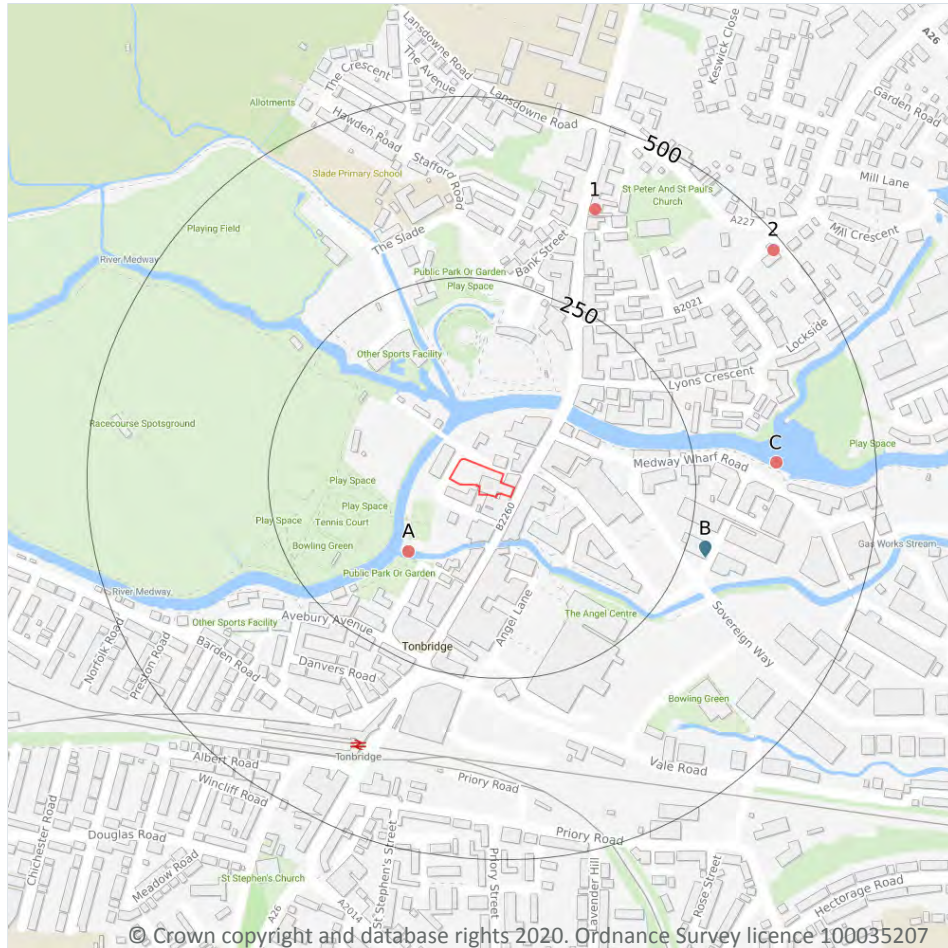 Lansdowne Road
The Crescent
The Avenue
Keswick Close
A26
A26
Allotments
Hawden Road
Lansdowne Road
Garden Road
Stafford Road
500
Slade Primary School
1
St Peter And St Paul's
Church
Mill Lane
Playing Field
The Slade
A227
2
Mill Crescent
River Medway
Bank Street
Public Park Or Garden
Play Space
250
B2021
Lockside
Other Sports Facility
Lyons Crescent
Racecourse Spotsground
C
Play Space
Medway Wharf Road
Play Space
Play Space
B2260
Play Space
Tennis Court
Bowling Green
A
B
Gas Works Stream
Public Park Or Garden
River Medway
Avebury Avenue
Angel Lane
The Angel Centre
Other Sports Facility
Sovereign Way
Norfolk Road
Preston Road
Barden Road
Tonbridge
Danvers Road
Bowling Green
Tonbridge
Albert Road
Vale Road
Wincliff Road
Priory Road
Chichester Road
Douglas Road
Priory Road
Meadow Road
St Stephen's Church
St Stephen's Street
Priory Street
Lavender Hill
Rose Street
Hectorage Road
A26
A2014
© Crown copyright and database rights 2020. Ordnance Survey licence 100035207